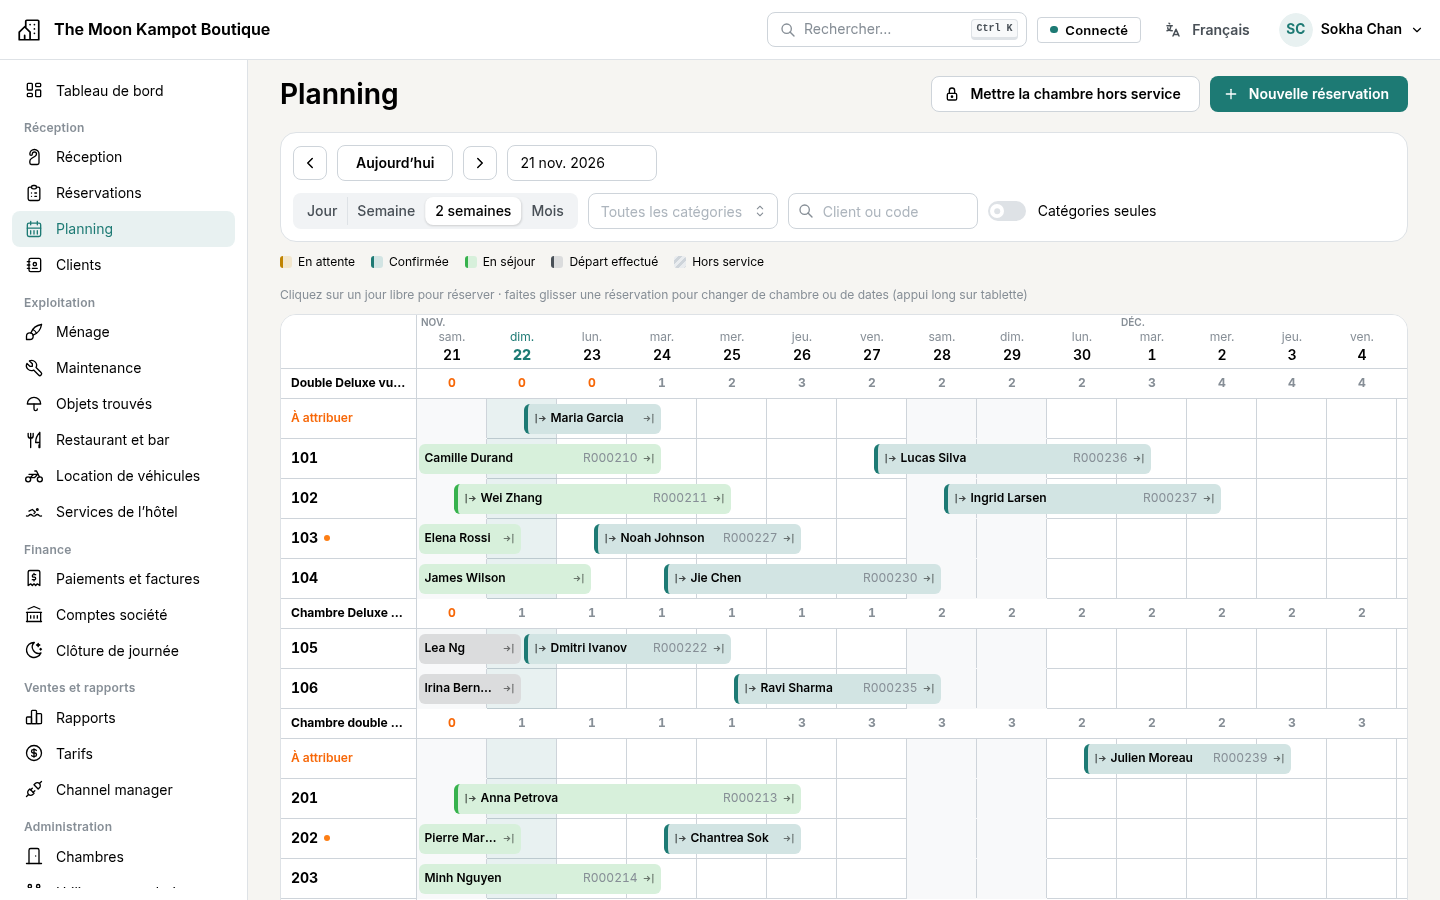 The Moon Kampot Boutique
Rechercher... Ctrl K
Connecté
Français
SC Sokha Chan
Tableau de bord
Réception
Réception
Réservations
Planning
Clients
Exploitation
Ménage
Maintenance
Objets trouvés
Restaurant et bar
Location de véhicules
Services de l'hôtel
Finance
Paiements et factures
Comptes société
Clôture de journée
Ventes et rapports
Rapports
Tarifs
Channel manager
Administration
Chambres
Planning
Mettre la chambre hors service
Nouvelle réservation
Aujourd'hui
21 nov. 2026
Jour Semaine 2 semaines Mois
Toutes les catégories
Client ou code
Catégories seules
En attente Confirmée En séjour Départ effectué Hors service
Cliquez sur un jour libre pour réserver · faites glisser une réservation pour changer de chambre ou de dates (appui long sur tablette)
NOV. DÉC.
sam. dim. lun. mar. mer. jeu. ven. sam. dim. lun. mar. mer. jeu. ven.
21 22 23 24 25 26 27 28 29 30 1 2 3 4
Double Deluxe vu... 0 0 0 1 2 3 2 2 2 2 3 4 4 4
À attribuer Maria Garcia
101 Camille Durand R000210 Lucas Silva R000236
102 Wei Zhang R000211 Ingrid Larsen R000237
103 Elena Rossi Noah Johnson R000227
104 James Wilson Jie Chen R000230
Chambre Deluxe ... 0 1 1 1 1 1 1 2 2 2 2 2 2 2
105 Lea Ng Dmitri Ivanov R000222
106 Irina Bern... Ravi Sharma R000235
Chambre double ... 0 1 1 1 1 3 3 3 3 2 2 2 3 3
À attribuer Julien Moreau R000239
201 Anna Petrova R000213
202 Pierre Mar... Chantrea Sok
203 Minh Nguyen R000214